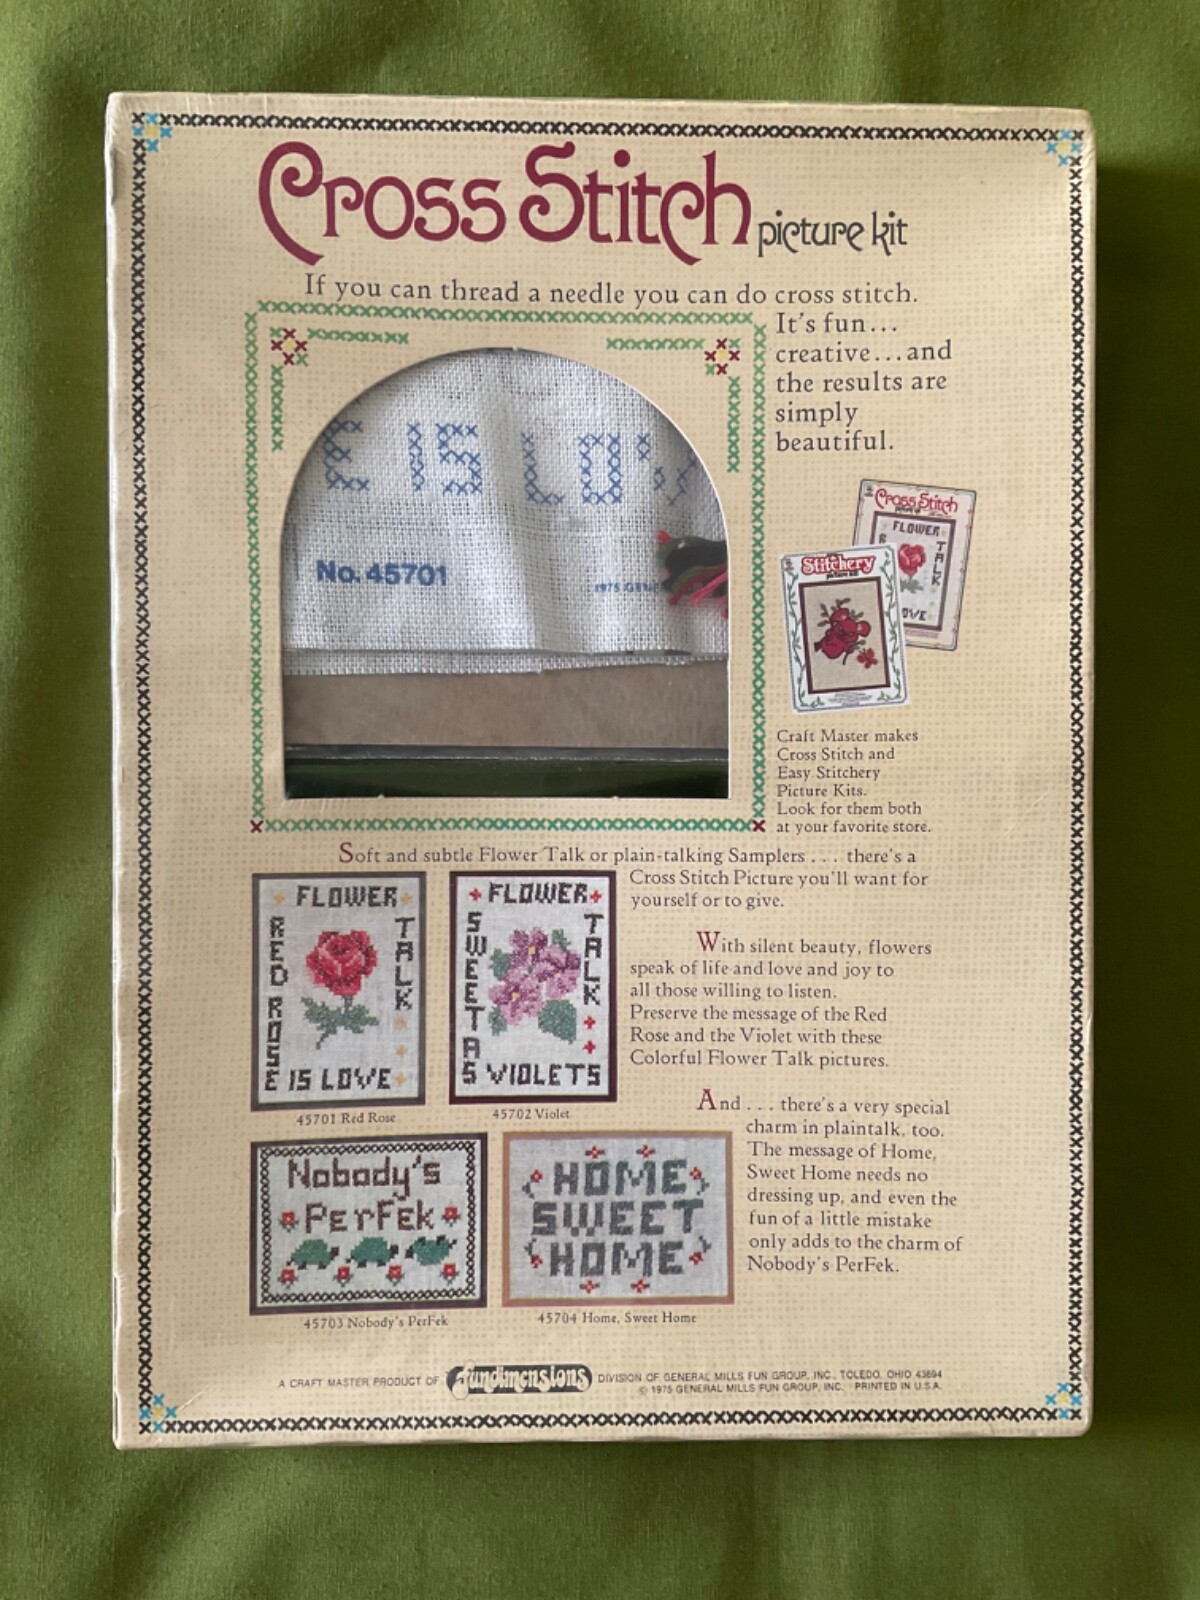 Cross Stitch picture kit
If you can thread a needle you can do cross stitch.
It's fun...
creative...and
the results are
simply
beautiful.
E IS LOV
No. 45701
1975 GENE
Cross Stitch
FLOWER
TALK
Stitchery
picture kit
Craft Master makes
Cross Stitch and
Easy Stitchery
Picture Kits.
Look for them both
at your favorite store.
Soft and subtle Flower Talk or plain-talking Samplers . . . there's a
Cross Stitch Picture you'll want for
yourself or to give.
FLOWER
TALK
RED ROSE
IS LOVE
45701 Red Rose
FLOWER
TALK
SWEET AS
VIOLETS
45702 Violet
With silent beauty, flowers
speak of life and love and joy to
all those willing to listen.
Preserve the message of the Red
Rose and the Violet with these
Colorful Flower Talk pictures.
Nobody's
PerFek
45703 Nobody's PerFek
HOME
SWEET
HOME
45704 Home, Sweet Home
And . . . there's a very special
charm in plaintalk, too.
The message of Home,
Sweet Home needs no
dressing up, and even the
fun of a little mistake
only adds to the charm of
Nobody's PerFek.
A CRAFT MASTER PRODUCT OF Fundimensions DIVISION OF GENERAL MILLS FUN GROUP, INC., TOLEDO, OHIO 43694
© 1975 GENERAL MILLS FUN GROUP, INC. PRINTED IN U.S.A.